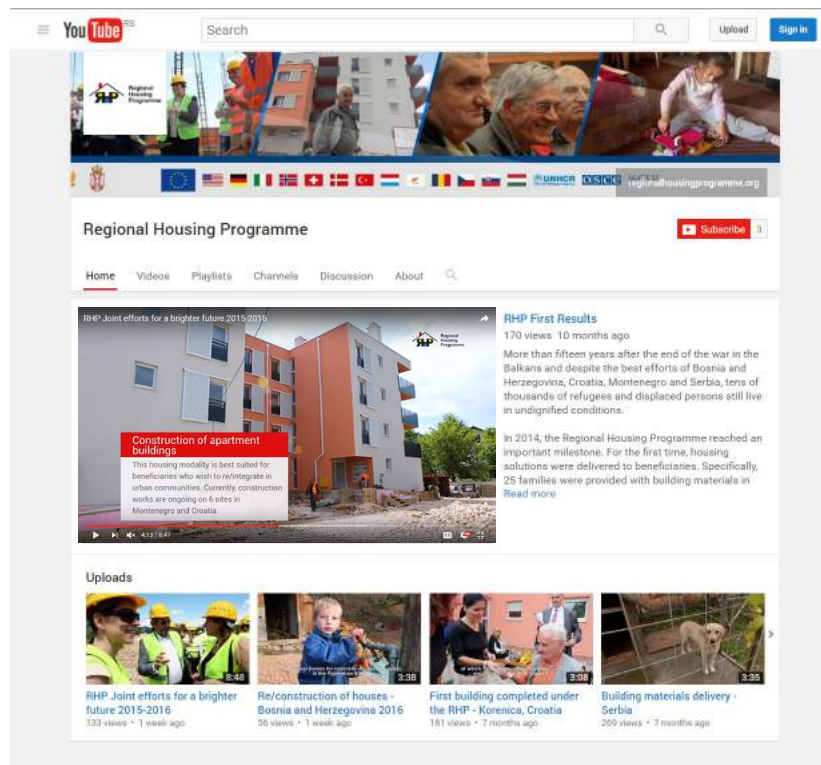 You Tube RS
Search
Upload
Sign in
RHP Regional Housing Programme
UNHCR OSCE CEB
regionalhousingprogramme.org
Regional Housing Programme
Subscribe 3
Home Videos Playlists Channels Discussion About
RHP Joint efforts for a brighter future 2015-2016
RHP Regional Housing Programme
Construction of apartment
buildings
This housing modality is best suited for
beneficiaries who wish to re/integrate in
urban communities. Currently, construction
works are ongoing on 6 sites in
Montenegro and Croatia.
4:13 / 8:47
RHP First Results
170 views 10 months ago
More than fifteen years after the end of the war in the
Balkans and despite the best efforts of Bosnia and
Herzegovina, Croatia, Montenegro and Serbia, tens of
thousands of refugees and displaced persons still live
in undignified conditions.
In 2014, the Regional Housing Programme reached an
important milestone. For the first time, housing
solutions were delivered to beneficiaries. Specifically,
25 families were provided with building materials in
Read more
Uploads
8:48
RHP Joint efforts for a brighter
future 2015-2016
133 views • 1 week ago
3:38
Re/construction of houses -
Bosnia and Herzegovina 2016
56 views • 1 week ago
3:08
First building completed under
the RHP - Korenica, Croatia
181 views • 7 months ago
3:35
Building materials delivery -
Serbia
269 views • 7 months ago